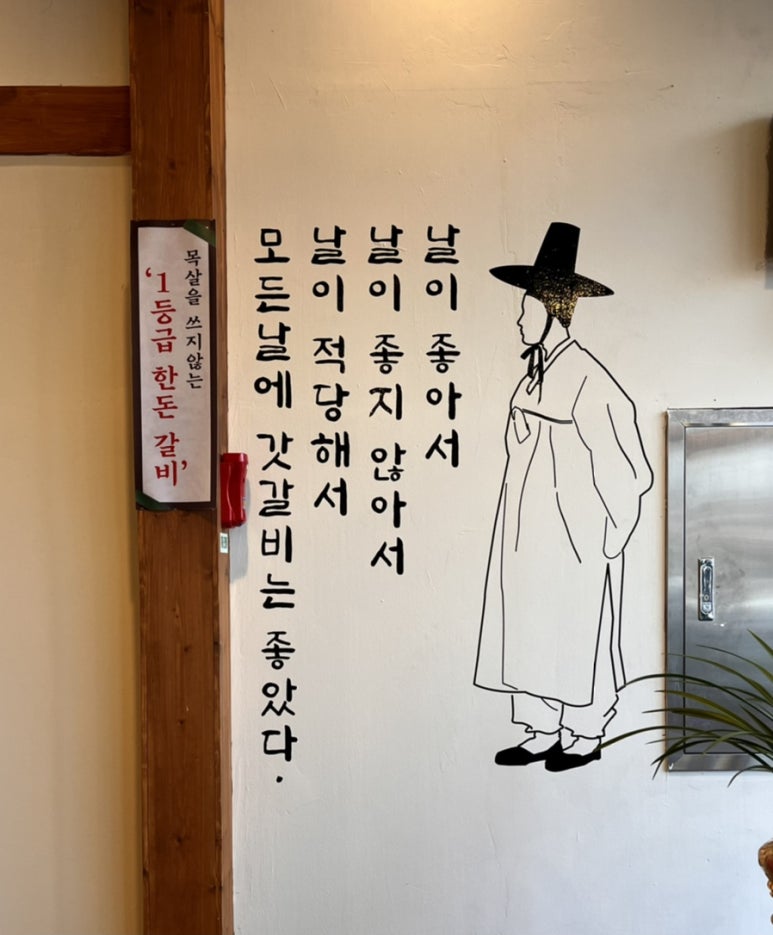 날이 좋아서
날이 좋지 않아서
날이 적당해서
모든날에 갓갈비는 좋았다.
목살을 쓰지않는
'1등급 한돈 갈비'